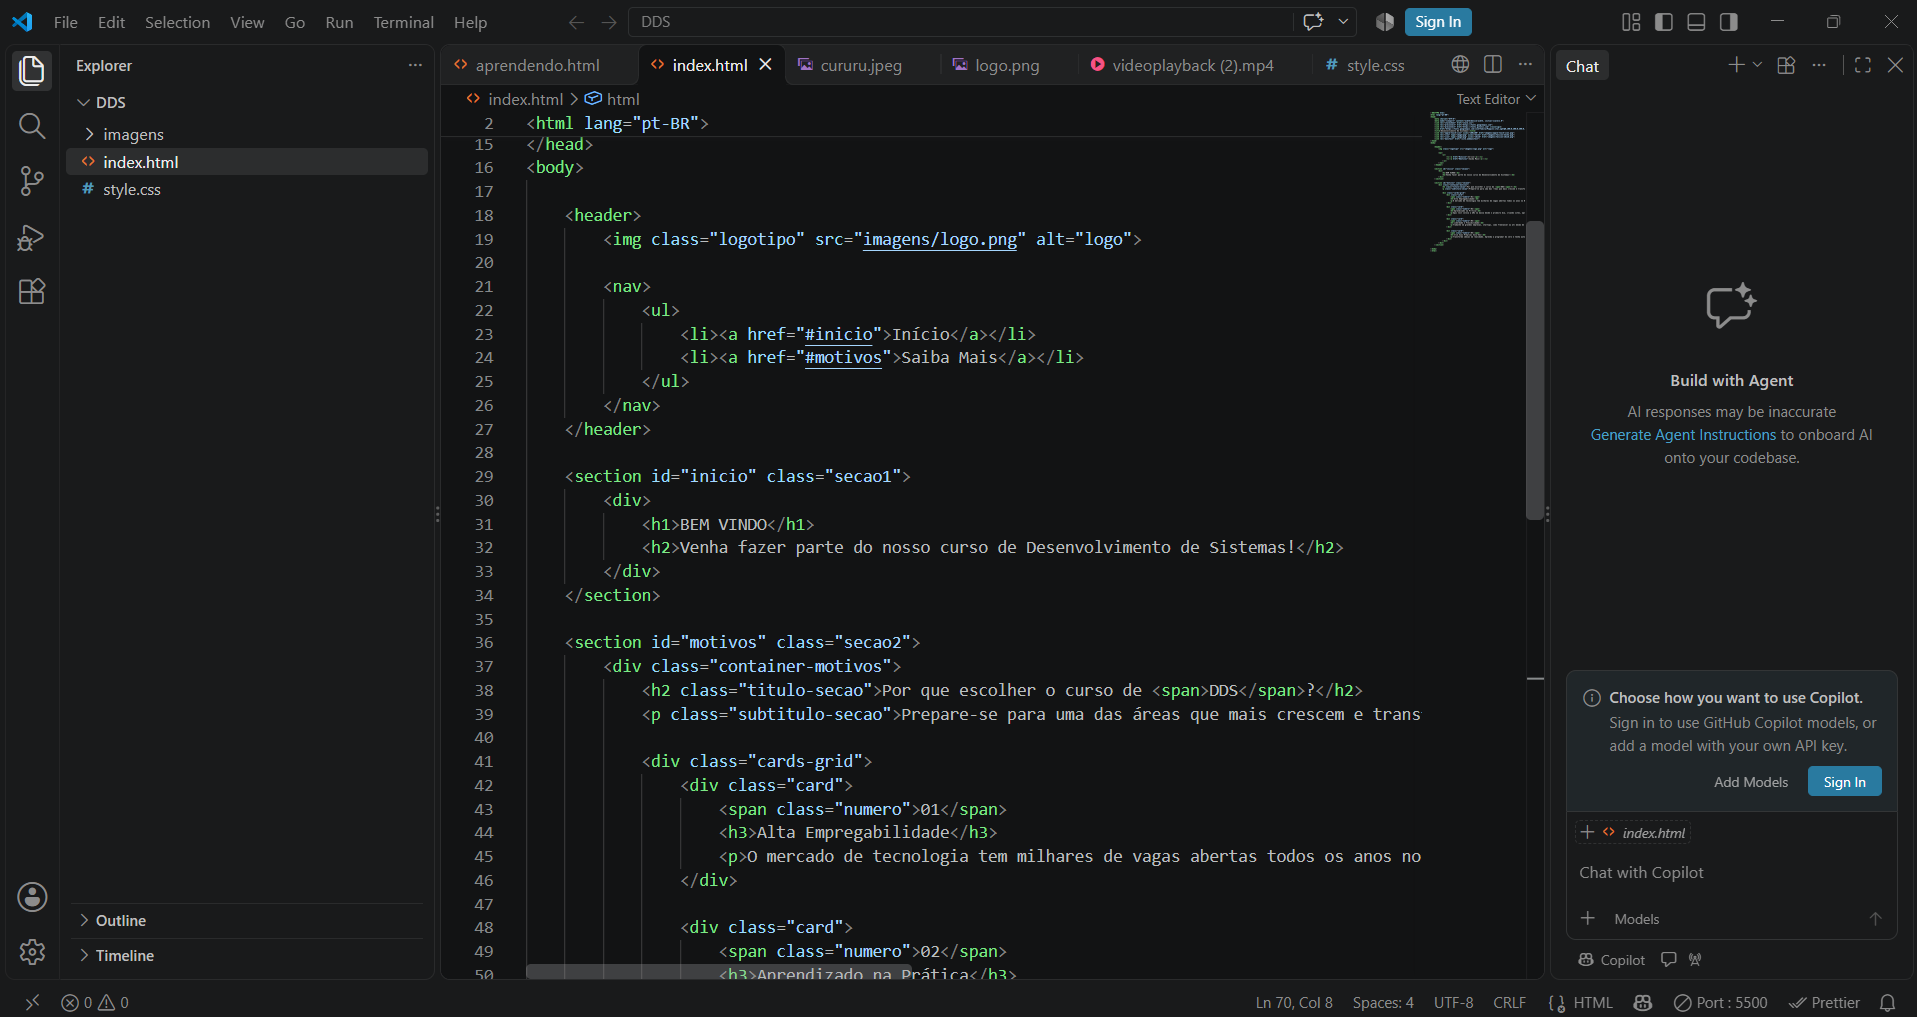 File Edit Selection View Go Run Terminal Help
DDS
Sign In
Explorer
DDS
imagens
index.html
style.css
Outline
Timeline
aprendendo.html
index.html
cururu.jpeg
logo.png
videoplayback (2).mp4
style.css
index.html > html
Text Editor
2 <html lang="pt-BR">
15 </head>
16 <body>
17
18 <header>
19 <img class="logotipo" src="imagens/logo.png" alt="logo">
20
21 <nav>
22 <ul>
23 <li><a href="#inicio">Início</a></li>
24 <li><a href="#motivos">Saiba Mais</a></li>
25 </ul>
26 </nav>
27 </header>
28
29 <section id="inicio" class="secao1">
30 <div>
31 <h1>BEM VINDO</h1>
32 <h2>Venha fazer parte do nosso curso de Desenvolvimento de Sistemas!</h2>
33 </div>
34 </section>
35
36 <section id="motivos" class="secao2">
37 <div class="container-motivos">
38 <h2 class="titulo-secao">Por que escolher o curso de <span>DDS</span>?</h2>
39 <p class="subtitulo-secao">Prepare-se para uma das áreas que mais crescem e trans
40
41 <div class="cards-grid">
42 <div class="card">
43 <span class="numero">01</span>
44 <h3>Alta Empregabilidade</h3>
45 <p>O mercado de tecnologia tem milhares de vagas abertas todos os anos no
46 </div>
47
48 <div class="card">
49 <span class="numero">02</span>
50 <h3>Aprendizado na Prática</h3>
Chat
Build with Agent
AI responses may be inaccurate
Generate Agent Instructions to onboard AI
onto your codebase.
Choose how you want to use Copilot.
Sign in to use GitHub Copilot models, or
add a model with your own API key.
Add Models Sign In
index.html
Chat with Copilot
Models
Copilot
0 0
Ln 70, Col 8 Spaces: 4 UTF-8 CRLF HTML Port : 5500 Prettier